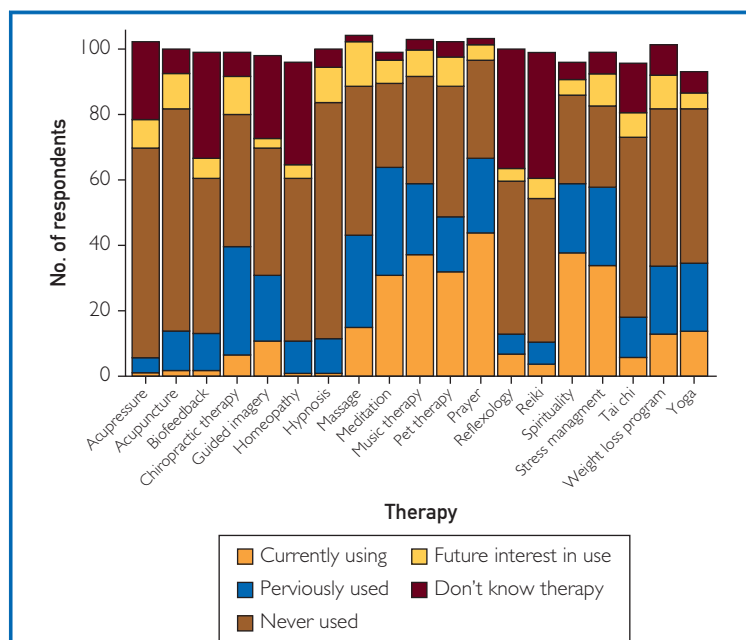 100
80
60
40
20
0
No. of respondents
Acupressure
Acupuncture
Biofeedback
Chiropractic therapy
Guided imagery
Homeopathy
Hypnosis
Massage
Meditation
Music therapy
Pet therapy
Prayer
Reflexology
Reiki
Spirituality
Stress managment
Tai chi
Weight loss program
Yoga
Therapy
Currently using
Perviously used
Never used
Future interest in use
Don't know therapy